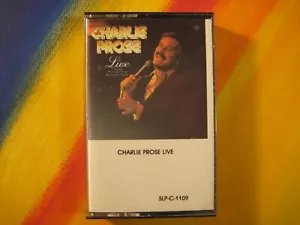 CHARLIE
PROSE
Live
CHARLIE PROSE LIVE
SLP-C-1109